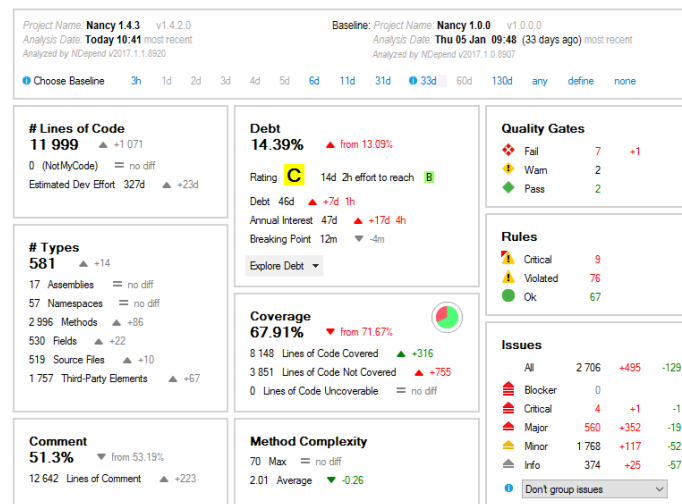 Project Name: Nancy 1.4.3 v1.4.2.0
Analysis Date: Today 10:41 most recent
Analyzed by NDepend v2017.1.1.8920
Baseline: Project Name: Nancy 1.0.0 v1.0.0.0
Analysis Date: Thu 05 Jan 09:48 (33 days ago) most recent
Analyzed by NDepend v2017.1.0.8907
Choose Baseline 3h 1d 2d 3d 4d 5d 6d 11d 31d 33d 60d 130d any define none
# Lines of Code
11 999 +1 071
0 (NotMyCode) no diff
Estimated Dev Effort 327d +23d
# Types
581 +14
17 Assemblies no diff
57 Namespaces no diff
2 996 Methods +86
530 Fields +22
519 Source Files +10
1 757 Third-Party Elements +67
Comment
51.3% from 53.19%
12 642 Lines of Comment +223
Debt
14.39% from 13.09%
Rating C 14d 2h effort to reach B
Debt 46d +7d 1h
Annual Interest 47d +17d 4h
Breaking Point 12m -4m
Explore Debt
Coverage
67.91% from 71.67%
8 148 Lines of Code Covered +316
3 851 Lines of Code Not Covered +755
0 Lines of Code Uncoverable no diff
Method Complexity
70 Max no diff
2.01 Average -0.26
Quality Gates
Fail 7 +1
Warn 2
Pass 2
Rules
Critical 9
Violated 76
Ok 67
Issues
All 2 706 +495 -129
Blocker 0
Critical 4 +1 -1
Major 560 +352 -19
Minor 1 768 +117 -52
Info 374 +25 -57
Don't group issues